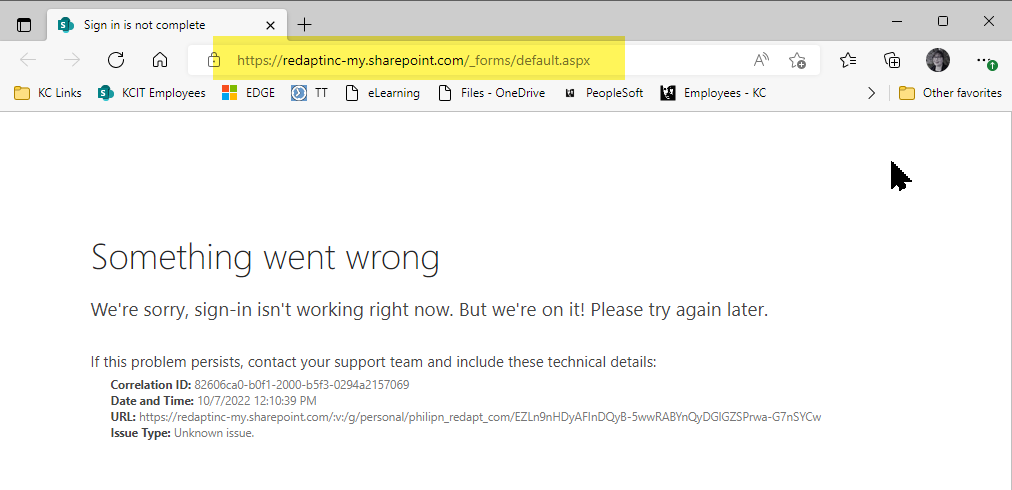 Sign in is not complete
https://redaptinc-my.sharepoint.com/_forms/default.aspx
KC Links KCIT Employees EDGE TT eLearning Files - OneDrive PeopleSoft Employees - KC Other favorites
Something went wrong
We're sorry, sign-in isn't working right now. But we're on it! Please try again later.
If this problem persists, contact your support team and include these technical details:
Correlation ID: 82606ca0-b0f1-2000-b5f3-0294a2157069
Date and Time: 10/7/2022 12:10:39 PM
URL: https://redaptinc-my.sharepoint.com/:v:/g/personal/philipn_redapt_com/EZLn9nHDyAFInDQyB-5wwRABYnQyDGlGZSPrwa-G7nSYCw
Issue Type: Unknown issue.